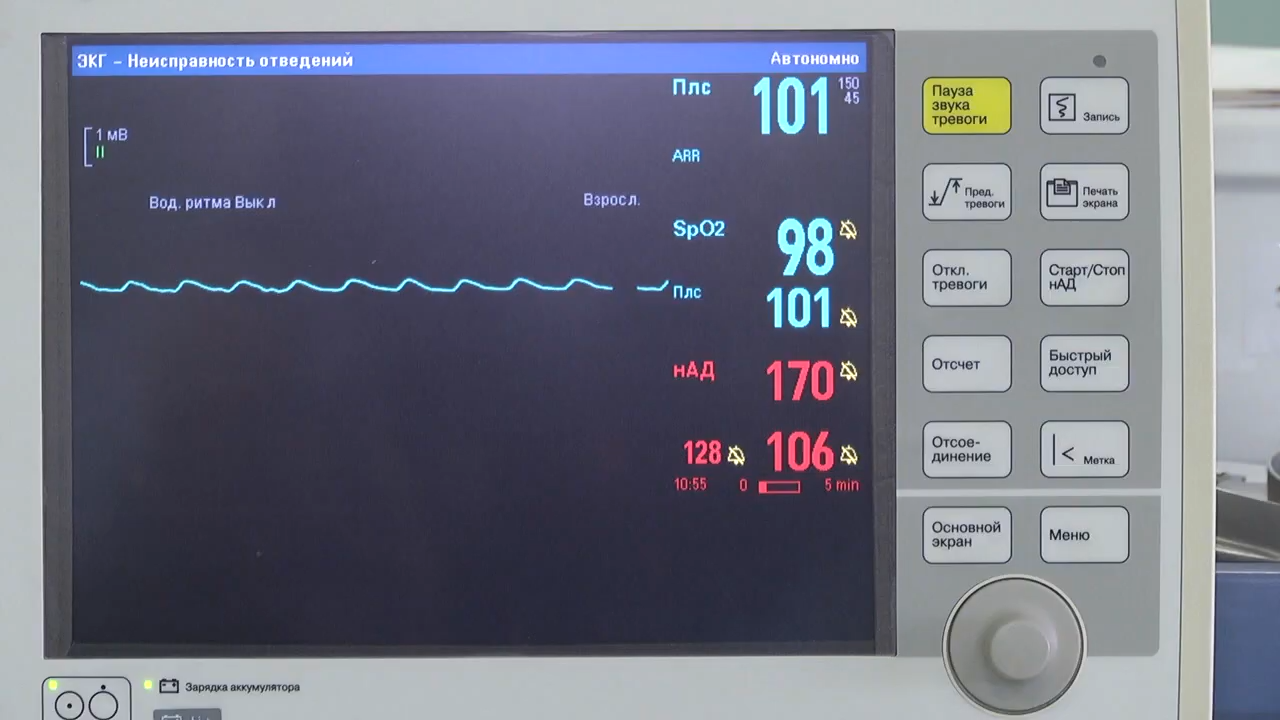 ЭКГ – Неисправность отведений
Автономно
Плс
101
150
45
1 мВ
II
ARR
Вод. ритма Выкл
Взросл.
SpO2
98
Плс
101
нАД
170
128
106
10:55
0
5 min
Пауза
звука
тревоги
Запись
Пред.
тревоги
Печать
экрана
Откл.
тревоги
Старт/Стоп
нАД
Отсчет
Быстрый
доступ
Отсое-
динение
Метка
Основной
экран
Меню
Зарядка аккумулятора